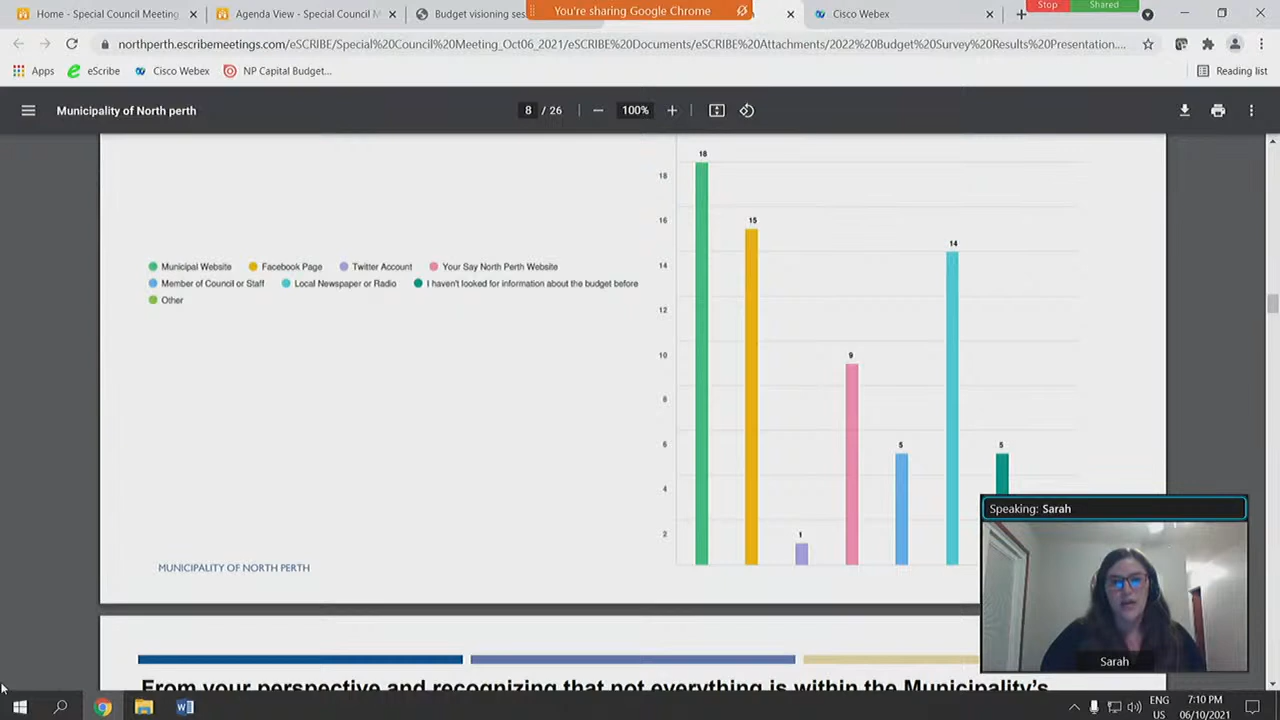 Home - Special Council Meeting
Agenda View - Special Council M
Budget visioning ses
You're sharing Google Chrome
Cisco Webex
Stop
Shared
northperth.escribemeetings.com/eSCRIBE/Special%20Council%20Meeting_Oct06_2021/eSCRIBE%20Documents/eSCRIBE%20Attachments/2022%20Budget%20Survey%20Results%20Presentation....
Apps
eScribe
Cisco Webex
NP Capital Budget...
Reading list
Municipality of North perth
8 / 26
100%
18
18
16
15
14
14
12
10
9
8
6
5
5
4
2
1
Municipal Website Facebook Page Twitter Account Your Say North Perth Website
Member of Council or Staff Local Newspaper or Radio I haven't looked for information about the budget before
Other
MUNICIPALITY OF NORTH PERTH
Speaking: Sarah
Sarah
From your perspective and recognizing that not everything is within the Municipality's
ENG
US
7:10 PM
06/10/2021